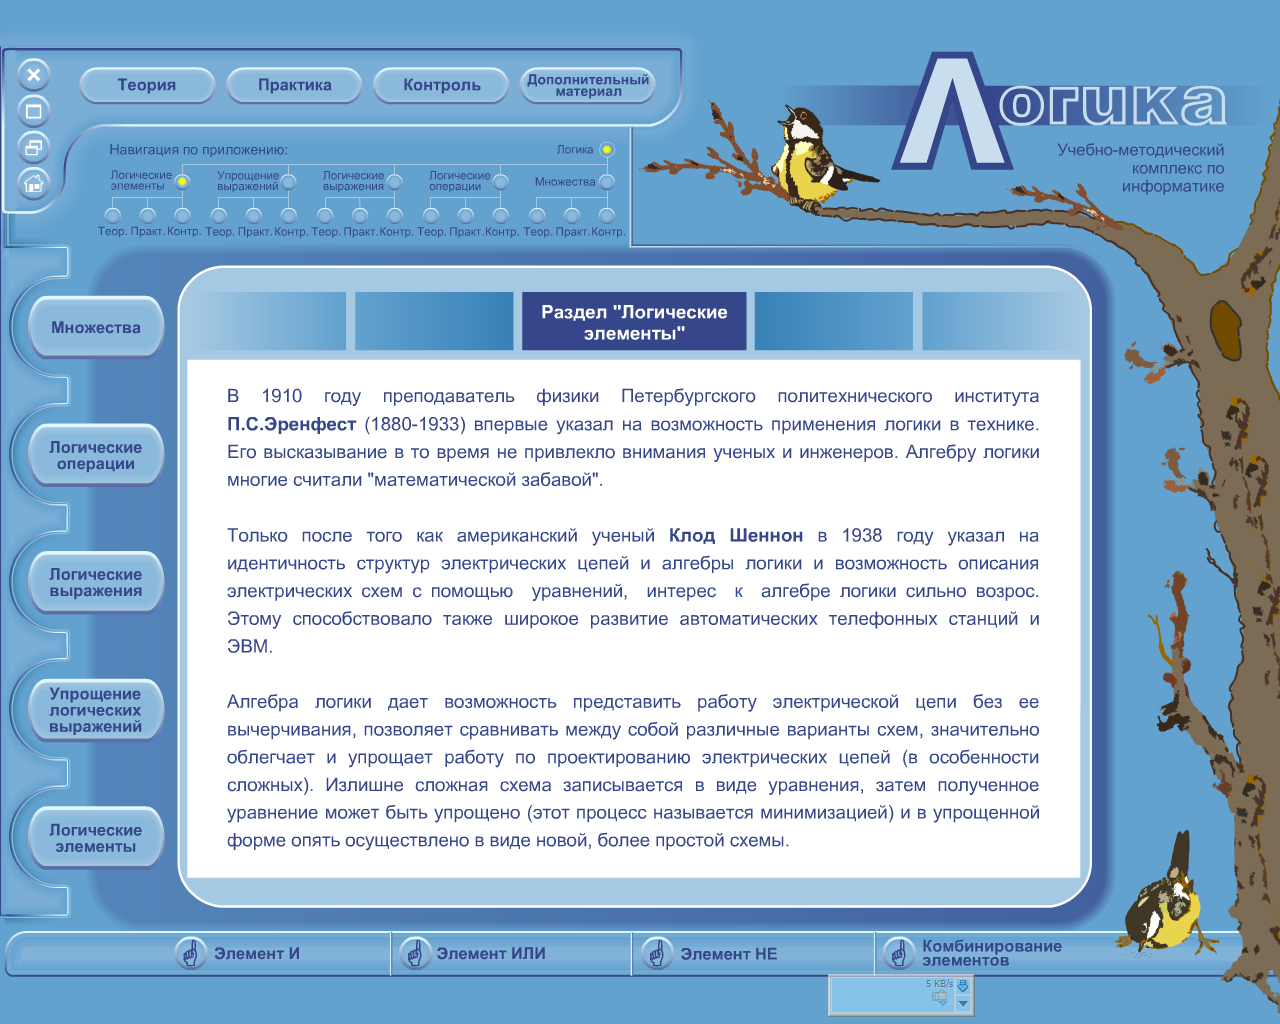 Теория
Практика
Контроль
Дополнительный
материал
Логика
Учебно-методический
комплекс по
информатике
Навигация по приложению:
Логика
Логические
элементы
Упрощение
выражений
Логические
выражения
Логические
операции
Множества
Теор. Практ. Контр. Теор. Практ. Контр. Теор. Практ. Контр. Теор. Практ. Контр. Теор. Практ. Контр.
Множества
Логические
операции
Логические
выражения
Упрощение
логических
выражений
Логические
элементы
Раздел "Логические
элементы"
В 1910 году преподаватель физики Петербургского политехнического института
П.С.Эренфест (1880-1933) впервые указал на возможность применения логики в технике.
Его высказывание в то время не привлекло внимания ученых и инженеров. Алгебру логики
многие считали "математической забавой".
Только после того как американский ученый Клод Шеннон в 1938 году указал на
идентичность структур электрических цепей и алгебры логики и возможность описания
электрических схем с помощью уравнений, интерес к алгебре логики сильно возрос.
Этому способствовало также широкое развитие автоматических телефонных станций и
ЭВМ.
Алгебра логики дает возможность представить работу электрической цепи без ее
вычерчивания, позволяет сравнивать между собой различные варианты схем, значительно
облегчает и упрощает работу по проектированию электрических цепей (в особенности
сложных). Излишне сложная схема записывается в виде уравнения, затем полученное
уравнение может быть упрощено (этот процесс называется минимизацией) и в упрощенной
форме опять осуществлено в виде новой, более простой схемы.
Элемент И
Элемент ИЛИ
Элемент НЕ
Комбинирование
элементов
5 KB/s